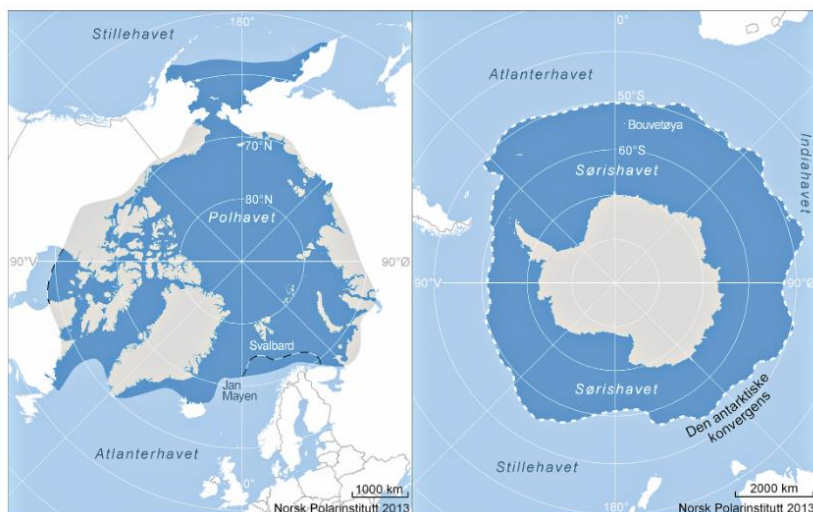 -180°
Stillehavet
70°N
80°N
Polhavet
90°V
90°Ø
Svalbard
Jan
Mayen
Atlanterhavet
0°
1000 km
Norsk Polarinstitutt 2013
0°
Atlanterhavet
50°S
Bouvetøya
60°S
Indiahavet
Sørishavet
90°V
90°Ø
Sørishavet
Den antarktiske
konvergens
Stillehavet
180°
2000 km
Norsk Polarinstitutt 2013